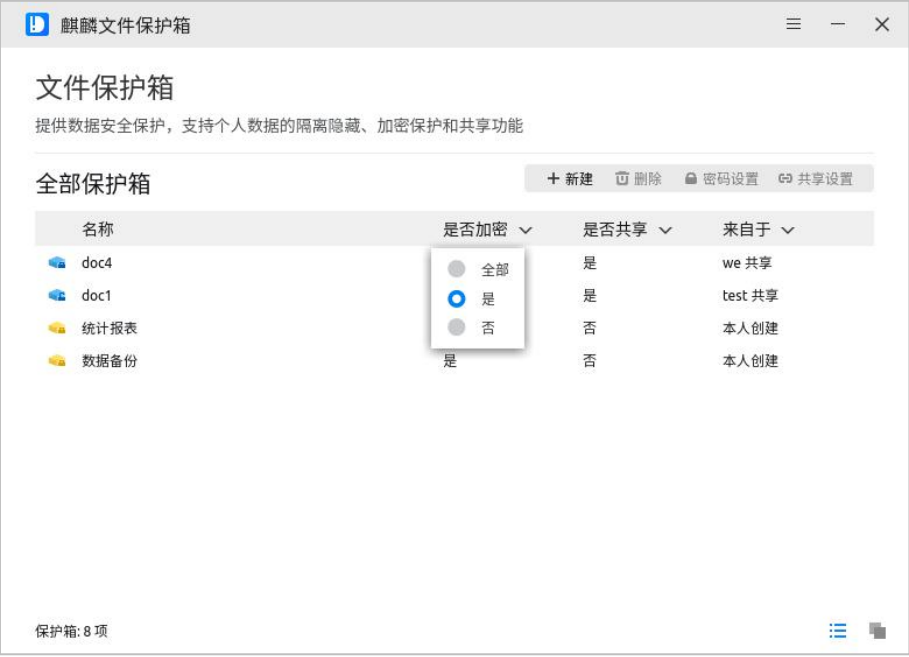 麒麟文件保护箱
文件保护箱
提供数据安全保护，支持个人数据的隔离隐藏、加密保护和共享功能
全部保护箱
新建 删除 密码设置 共享设置
名称 是否加密 是否共享 来自于
doc4 全部 是 we 共享
doc1 是 是 test 共享
统计报表 否 否 本人创建
数据备份 是 否 本人创建
保护箱: 8 项